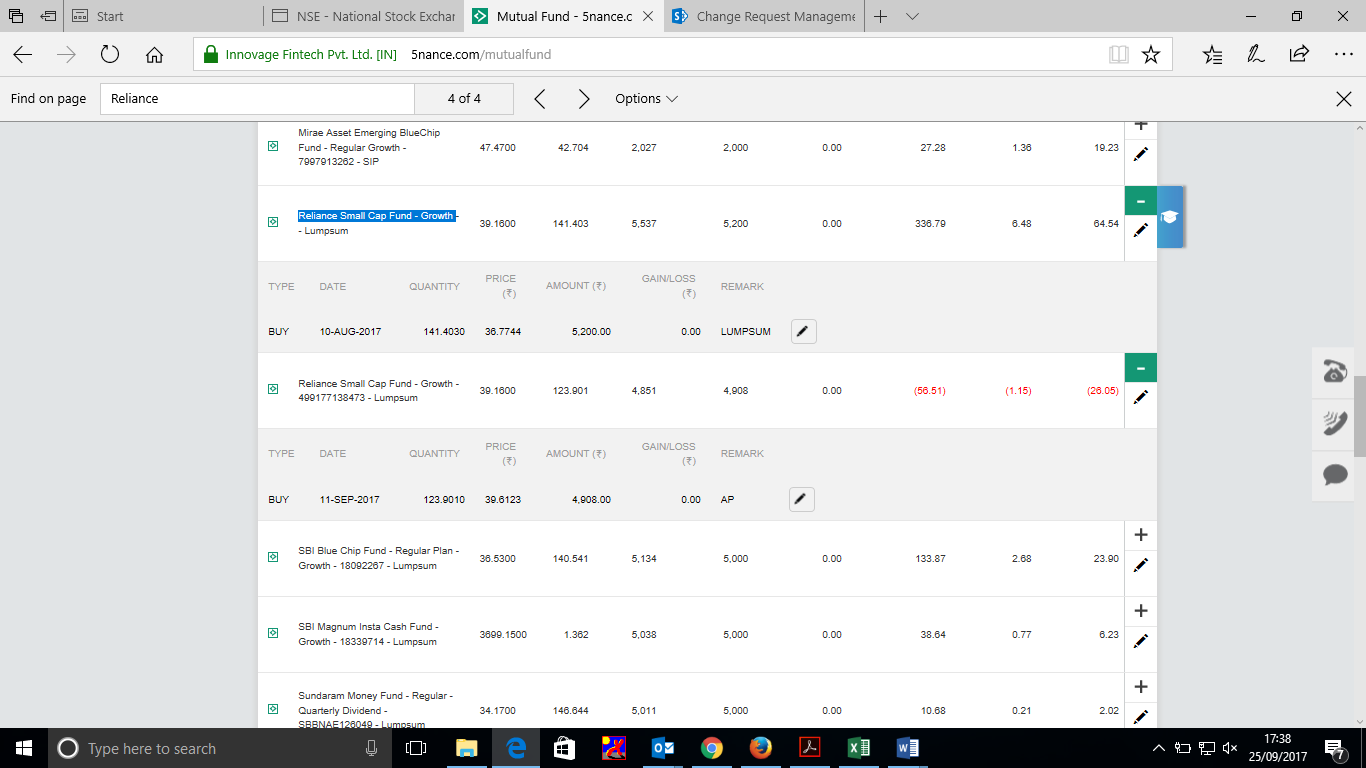 Start
NSE - National Stock Exchar
Mutual Fund - 5nance.c
Change Request Manageme
Innovage Fintech Pvt. Ltd. [IN] 5nance.com/mutualfund
Find on page
Reliance
4 of 4
Options
Mirae Asset Emerging BlueChip
Fund - Regular Growth -
7997913262 - SIP
47.4700 42.704 2,027 2,000 0.00 27.28 1.36 19.23
Reliance Small Cap Fund - Growth -
- Lumpsum
39.1600 141.403 5,537 5,200 0.00 336.79 6.48 64.54
TYPE DATE QUANTITY PRICE (₹) AMOUNT (₹) GAIN/LOSS (₹) REMARK
BUY 10-AUG-2017 141.4030 36.7744 5,200.00 0.00 LUMPSUM
Reliance Small Cap Fund - Growth -
499177138473 - Lumpsum
39.1600 123.901 4,851 4,908 0.00 (56.51) (1.15) (26.05)
TYPE DATE QUANTITY PRICE (₹) AMOUNT (₹) GAIN/LOSS (₹) REMARK
BUY 11-SEP-2017 123.9010 39.6123 4,908.00 0.00 AP
SBI Blue Chip Fund - Regular Plan -
Growth - 18092267 - Lumpsum
36.5300 140.541 5,134 5,000 0.00 133.87 2.68 23.90
SBI Magnum Insta Cash Fund -
Growth - 18339714 - Lumpsum
3699.1500 1.362 5,038 5,000 0.00 38.64 0.77 6.23
Sundaram Money Fund - Regular -
Quarterly Dividend -
SBBNAE126049 - Lumpsum
34.1700 146.644 5,011 5,000 0.00 10.68 0.21 2.02
Type here to search
17:38
25/09/2017
7